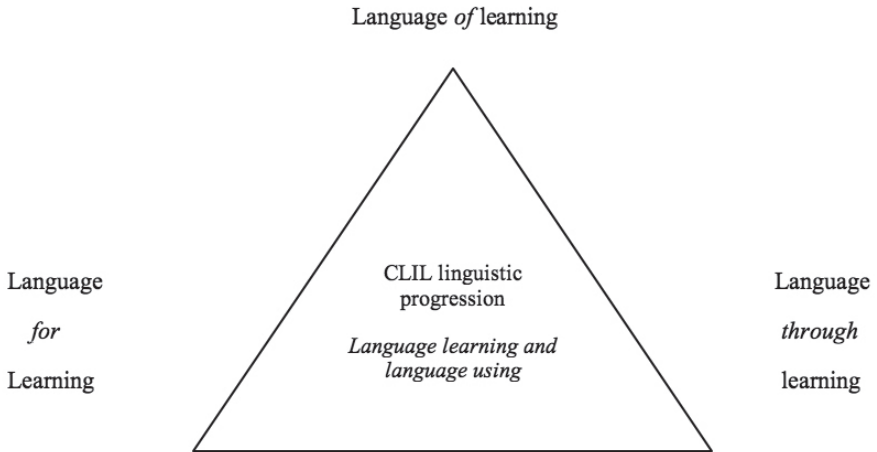 Language of learning
CLIL linguistic
progression
Language learning and
language using
Language
for
Learning
Language
through
learning